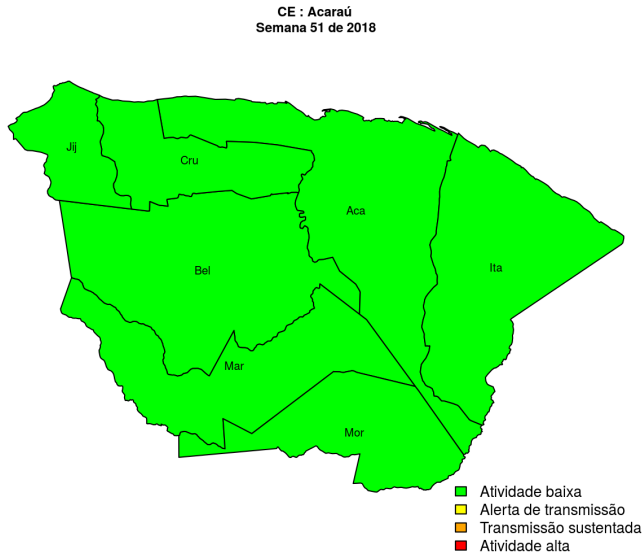 CE : Acaraú
Semana 51 de 2018
Jij
Cru
Aca
Bel
Ita
Mar
Mor
Atividade baixa
Alerta de transmissão
Transmissão sustentada
Atividade alta